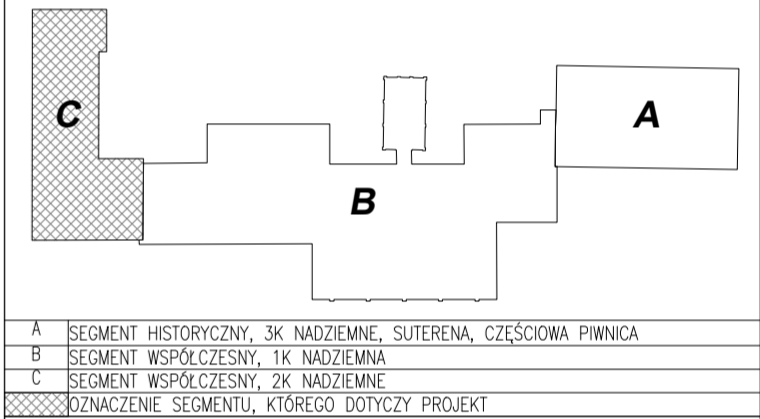 C
A
B
A SEGMENT HISTORYCZNY, 3K NADZIEMNE, SUTERENA, CZĘŚCIOWA PIWNICA
B SEGMENT WSPÓŁCZESNY, 1K NADZIEMNA
C SEGMENT WSPÓŁCZESNY, 2K NADZIEMNE
OZNACZENIE SEGMENTU, KTÓREGO DOTYCZY PROJEKT